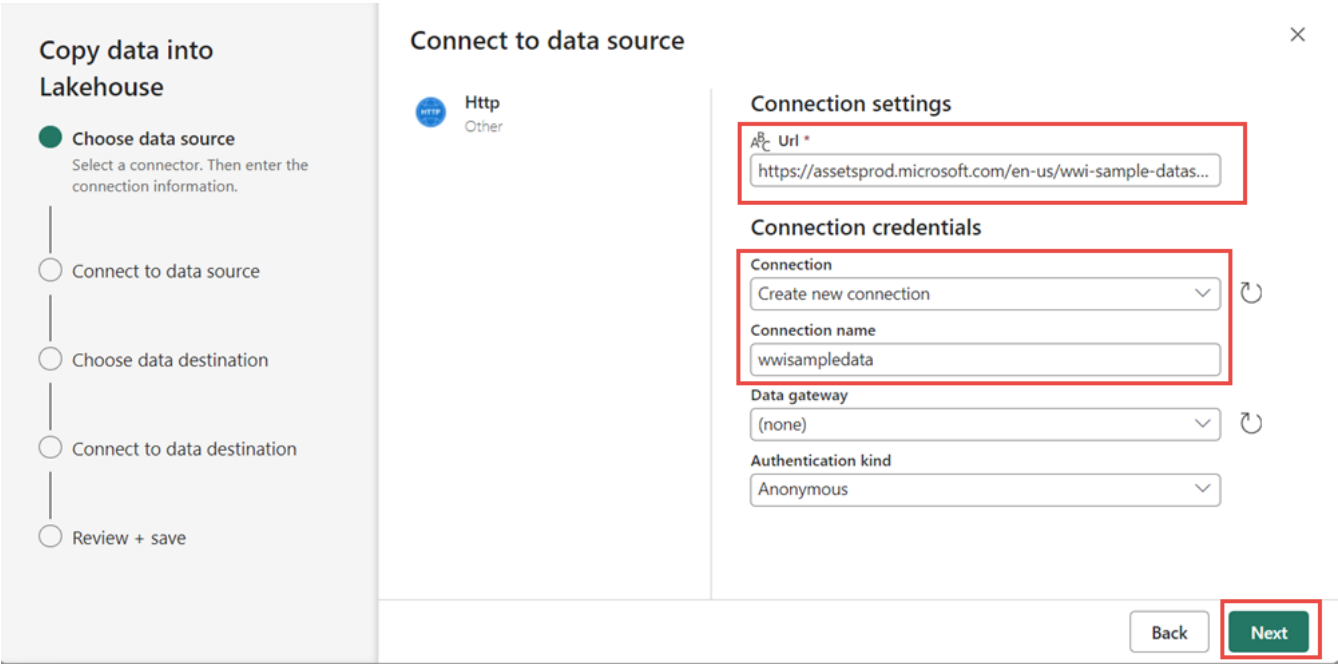 Copy data into
Lakehouse
Choose data source
Select a connector. Then enter the
connection information.
Connect to data source
Choose data destination
Connect to data destination
Review + save
Connect to data source
HTTP
Http
Other
Connection settings
ABC Url *
https://assetsprod.microsoft.com/en-us/wwi-sample-datas...
Connection credentials
Connection
Create new connection
Connection name
wwisampledata
Data gateway
(none)
Authentication kind
Anonymous
Back
Next